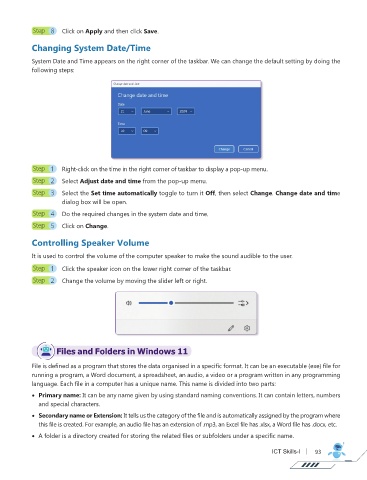 Step 8 Click on Apply and then click Save.
Changing System Date/Time
System Date and Time appears on the right corner of the taskbar. We can change the default setting by doing the
following steps:
Change date and time
Change date and time
Date
Time
Change Cancel
Step 1 Right-click on the time in the right corner of taskbar to display a pop-up menu.
Step 2 Select Adjust date and time from the pop-up menu.
Step 3 Select the Set time automatically toggle to turn it Off, then select Change. Change date and time
dialog box will be open.
Step 4 Do the required changes in the system date and time.
Step 5 Click on Change.
Controlling Speaker Volume
It is used to control the volume of the computer speaker to make the sound audible to the user.
Step 1 Click the speaker icon on the lower right corner of the taskbar.
Step 2 Change the volume by moving the slider left or right.
Files and Folders in Windows 11
File is defined as a program that stores the data organised in a specific format. It can be an executable (exe) file for
running a program, a Word document, a spreadsheet, an audio, a video or a program written in any programming
language. Each file in a computer has a unique name. This name is divided into two parts:
• Primary name: It can be any name given by using standard naming conventions. It can contain letters, numbers
and special characters.
• Secondary name or Extension: It tells us the category of the file and is automatically assigned by the program where
this file is created. For example, an audio file has an extension of .mp3, an Excel file has .xlsx, a Word file has .docx, etc.
• A folder is a directory created for storing the related files or subfolders under a specific name.
ICT Skills-I 93